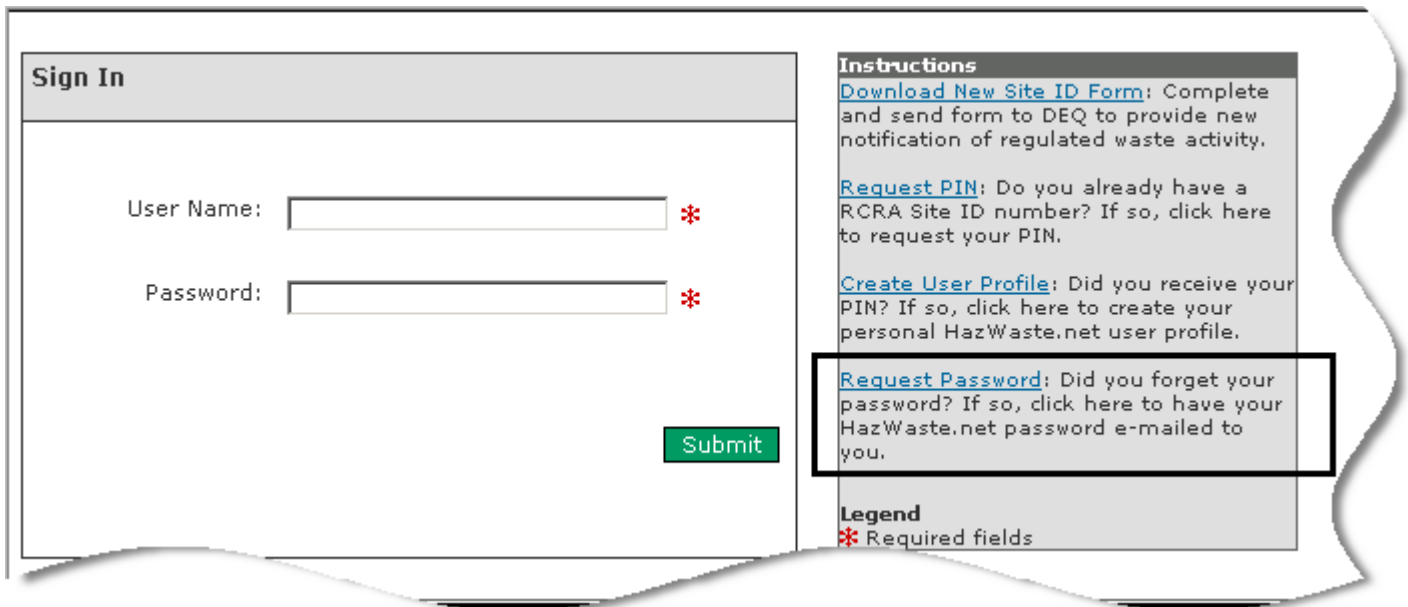 Sign In
User Name:
*
Password:
*
Submit
Instructions
Download New Site ID Form: Complete
and send form to DEQ to provide new
notification of regulated waste activity.
Request PIN: Do you already have a
RCRA Site ID number? If so, click here
to request your PIN.
Create User Profile: Did you receive your
PIN? If so, click here to create your
personal HazWaste.net user profile.
Request Password: Did you forget your
password? If so, click here to have your
HazWaste.net password e-mailed to
you.
Legend
* Required fields